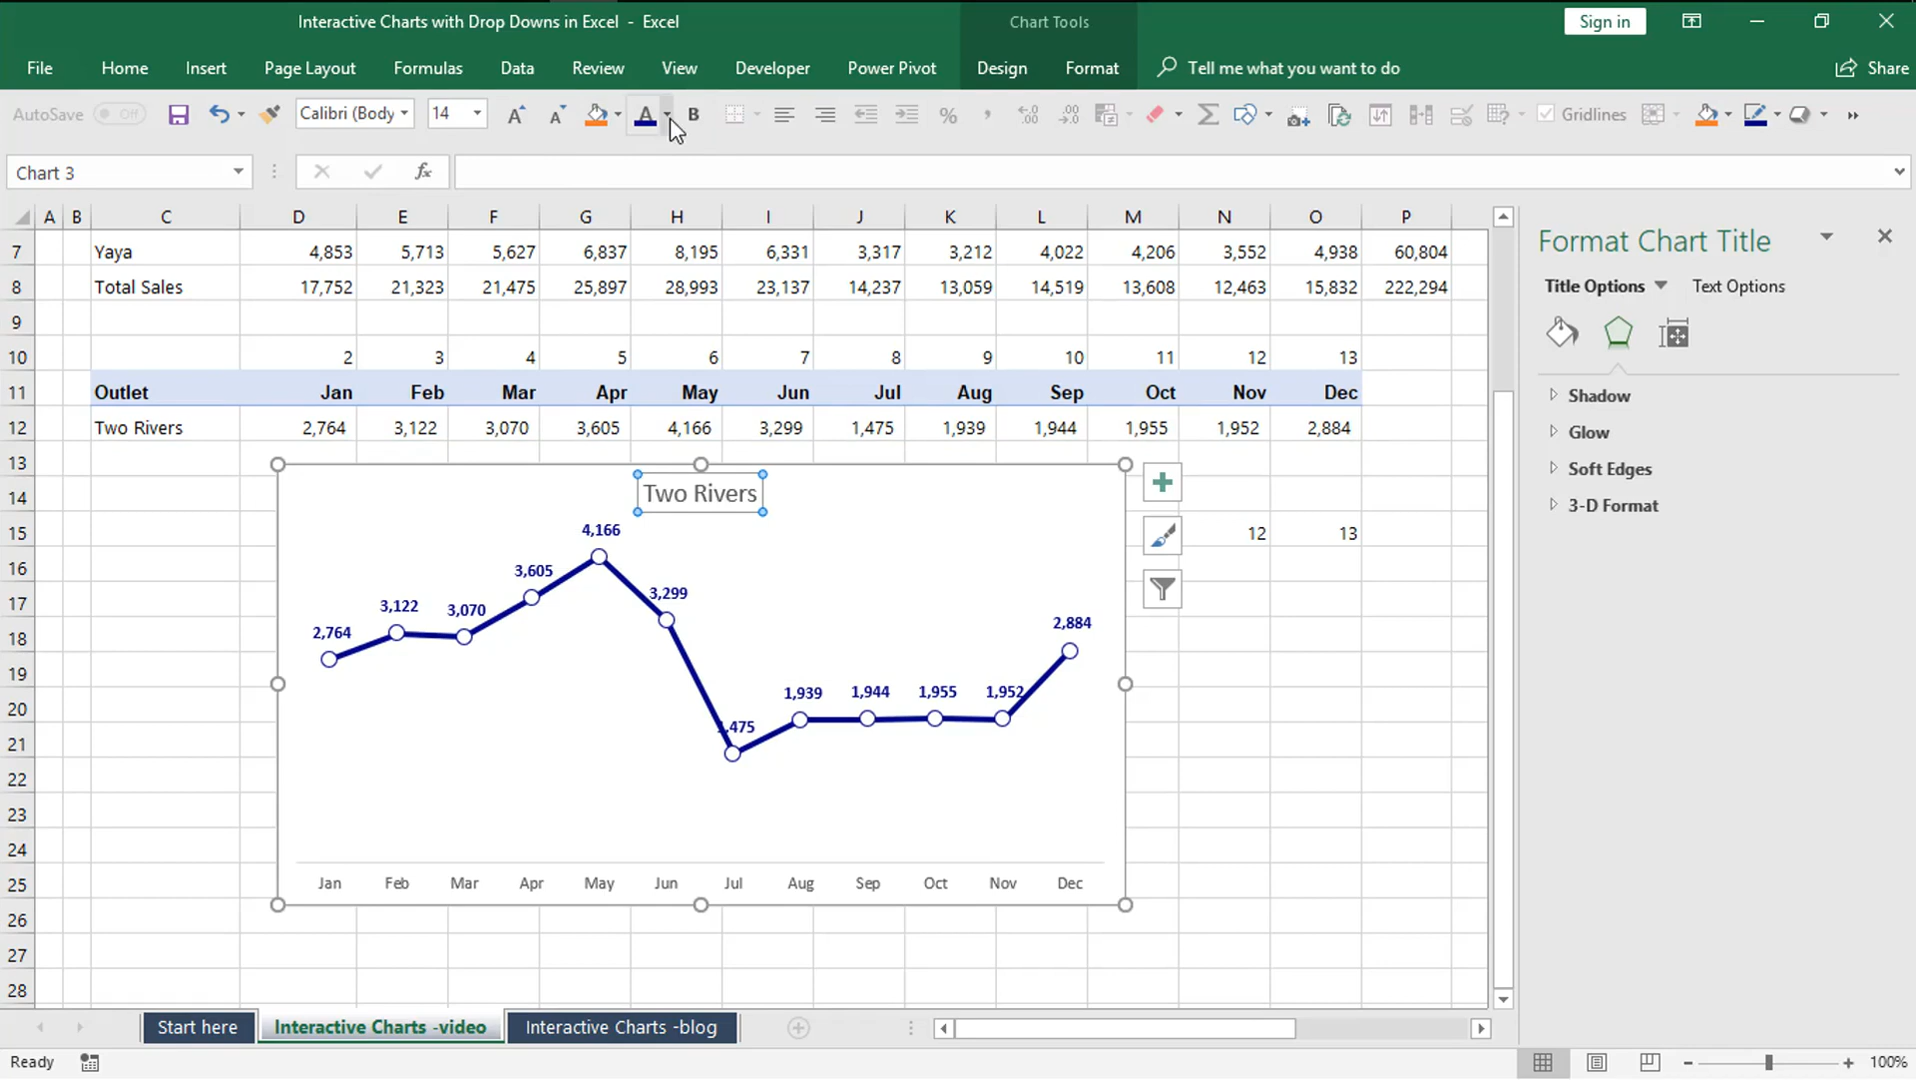 Interactive Charts with Drop Downs in Excel - Excel
Chart Tools
Sign in
File Home Insert Page Layout Formulas Data Review View Developer Power Pivot Design Format Tell me what you want to do Share
AutoSave Off Calibri (Body 14 A A A B % , Gridlines
Chart 3 fx
A B C D E F G H I J K L M N O P
7 Yaya 4,853 5,713 5,627 6,837 8,195 6,331 3,317 3,212 4,022 4,206 3,552 4,938 60,804
8 Total Sales 17,752 21,323 21,475 25,897 28,993 23,137 14,237 13,059 14,519 13,608 12,463 15,832 222,294
9
10 2 3 4 5 6 7 8 9 10 11 12 13
11 Outlet Jan Feb Mar Apr May Jun Jul Aug Sep Oct Nov Dec
12 Two Rivers 2,764 3,122 3,070 3,605 4,166 3,299 1,475 1,939 1,944 1,955 1,952 2,884
13
14
15 12 13
16
17
18
19
20
21
22
23
24
25
26
27
28
Two Rivers
2,764 3,122 3,070 3,605 4,166 3,299 1,475 1,939 1,944 1,955 1,952 2,884
Jan Feb Mar Apr May Jun Jul Aug Sep Oct Nov Dec
Format Chart Title
Title Options Text Options
Shadow
Glow
Soft Edges
3-D Format
Start here Interactive Charts -video Interactive Charts -blog
Ready 100%